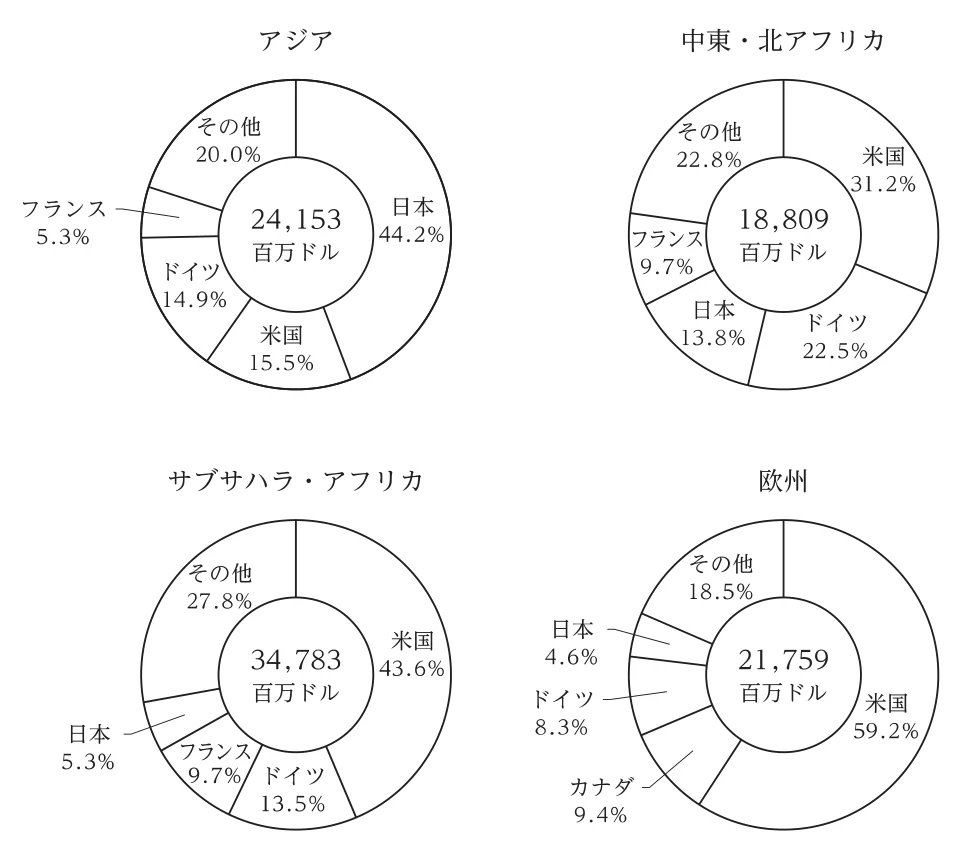 アジア
その他
20.0%
フランス
5.3%
24,153
百万ドル
日本
44.2%
ドイツ
14.9%
米国
15.5%
中東・北アフリカ
その他
22.8%
米国
31.2%
フランス
9.7%
18,809
百万ドル
日本
13.8%
ドイツ
22.5%
サブサハラ・アフリカ
その他
27.8%
34,783
百万ドル
米国
43.6%
日本
5.3%
フランス
9.7%
ドイツ
13.5%
欧州
その他
18.5%
日本
4.6%
21,759
百万ドル
ドイツ
8.3%
米国
59.2%
カナダ
9.4%